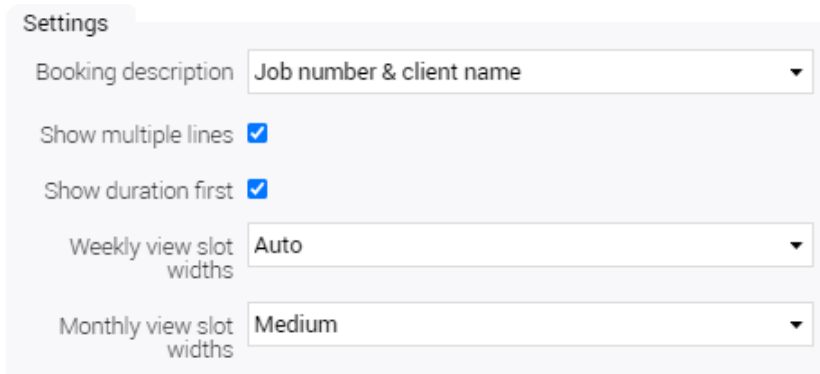 Settings
Booking description Job number & client name
Show multiple lines
Show duration first
Weekly view slot widths Auto
Monthly view slot widths Medium